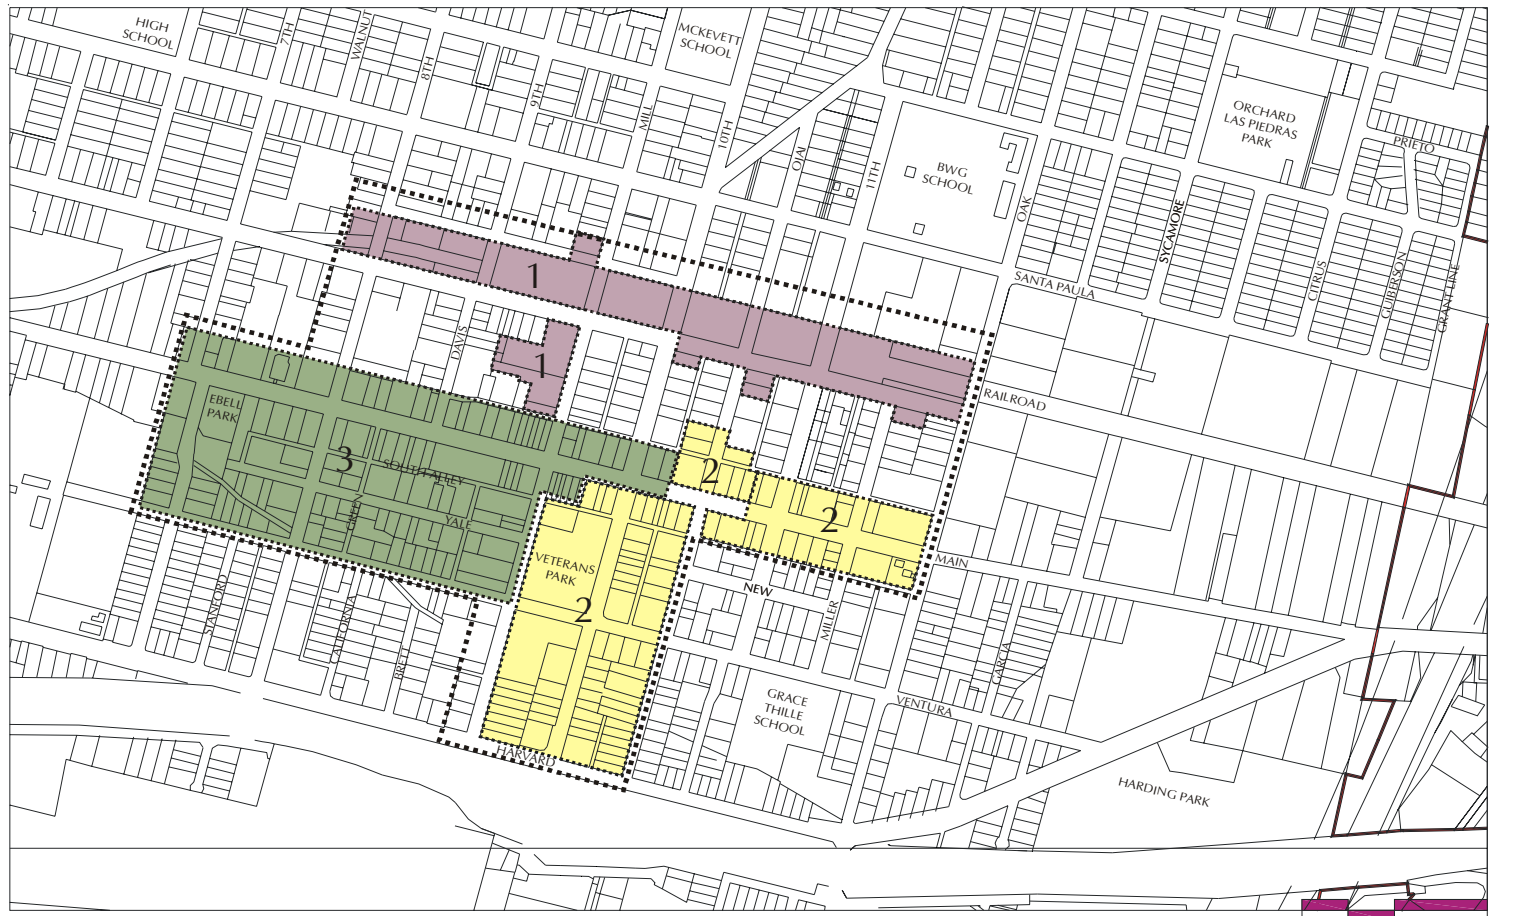 HIGH
SCHOOL
7TH
WALNUT
8TH
9TH
MILL
MCKEVETT
SCHOOL
10TH
OJAI
11TH
BWG
SCHOOL
OAK
ORCHARD
LAS PIEDRAS
PARK
PRIETO
SYCAMORE
CITRUS
GUIBERSON
GRANT LINE
SANTA PAULA
RAILROAD
1
1
DAVIS
EBELL
PARK
3
SOUTH ALLEY
GREEN
YALE
2
2
VETERANS
PARK
2
MAIN
NEW
MILLER
STANFORD
CALIFORNIA
BRETT
GARCIA
GRACE
THILLE
SCHOOL
VENTURA
HARVARD
HARDING PARK